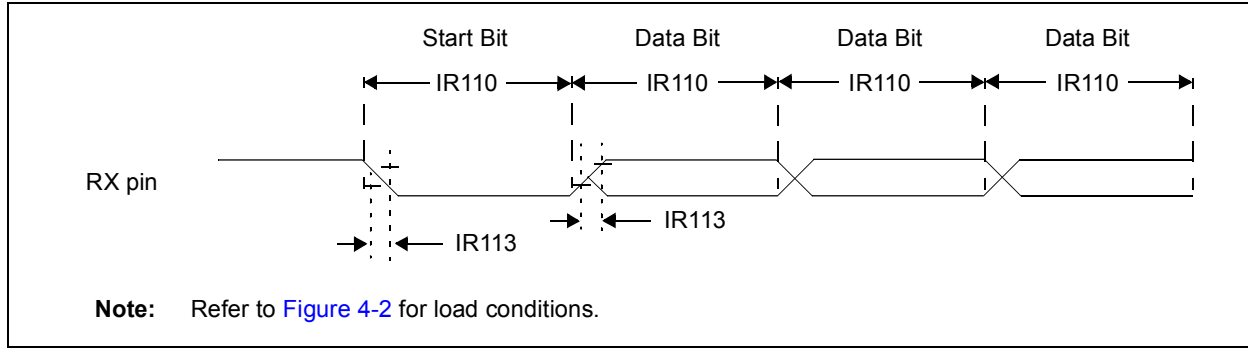 Start Bit Data Bit Data Bit Data Bit
IR110 IR110 IR110 IR110
RX pin
IR113
IR113
Note: Refer to Figure 4-2 for load conditions.